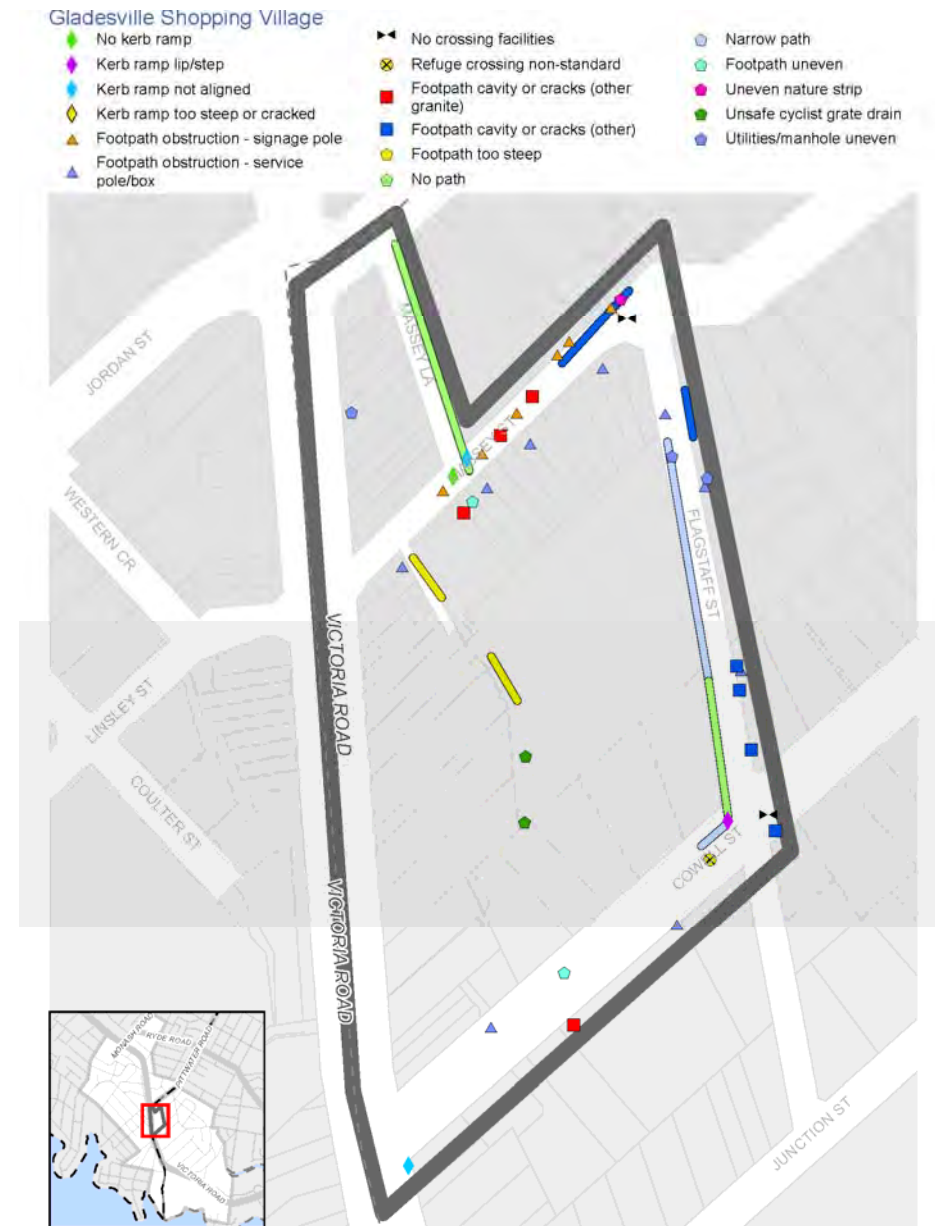 Gladesville Shopping Village
No kerb ramp
Kerb ramp lip/step
Kerb ramp not aligned
Kerb ramp too steep or cracked
Footpath obstruction - signage pole
Footpath obstruction - service
pole/box
No crossing facilities
Refuge crossing non-standard
Footpath cavity or cracks (other
granite)
Footpath cavity or cracks (other)
Footpath too steep
No path
Narrow path
Footpath uneven
Uneven nature strip
Unsafe cyclist grate drain
Utilities/manhole uneven
JORDAN ST
MASSEY LA
WESTERN CR
FLAGSTAFF ST
LINSLEY ST
VICTORIA ROAD
COULTER ST
COWELL ST
VICTORIA ROAD
JUNCTION ST
MONASH ROAD
RYDE ROAD
PITTWATER ROAD
VICTORIA ROAD